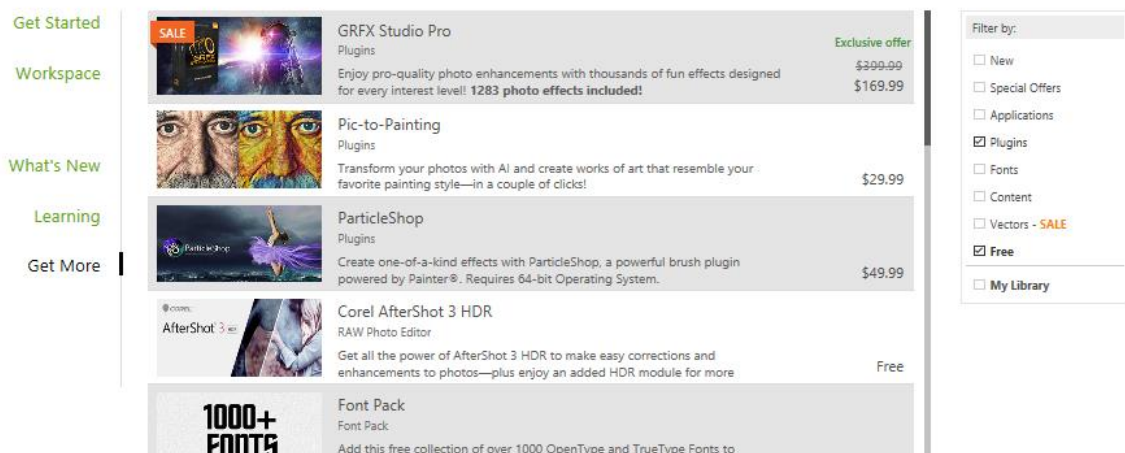 Get Started
Workspace
What's New
Learning
Get More
SALE
GRFX Studio Pro
Plugins
Enjoy pro-quality photo enhancements with thousands of fun effects designed
for every interest level! 1283 photo effects included!
Exclusive offer
$399.99
$169.99
Pic-to-Painting
Plugins
Transform your photos with AI and create works of art that resemble your
favorite painting style—in a couple of clicks!
$29.99
ParticleShop
ParticleShop
Plugins
Create one-of-a-kind effects with ParticleShop, a powerful brush plugin
powered by Painter®. Requires 64-bit Operating System.
$49.99
COREL
AfterShot 3 HDR
Corel AfterShot 3 HDR
RAW Photo Editor
Get all the power of AfterShot 3 HDR to make easy corrections and
enhancements to photos—plus enjoy an added HDR module for more
Free
1000+
FONTS
Font Pack
Font Pack
Add this free collection of over 1000 OpenType and TrueType Fonts to
Filter by:
New
Special Offers
Applications
Plugins
Fonts
Content
Vectors - SALE
Free
My Library